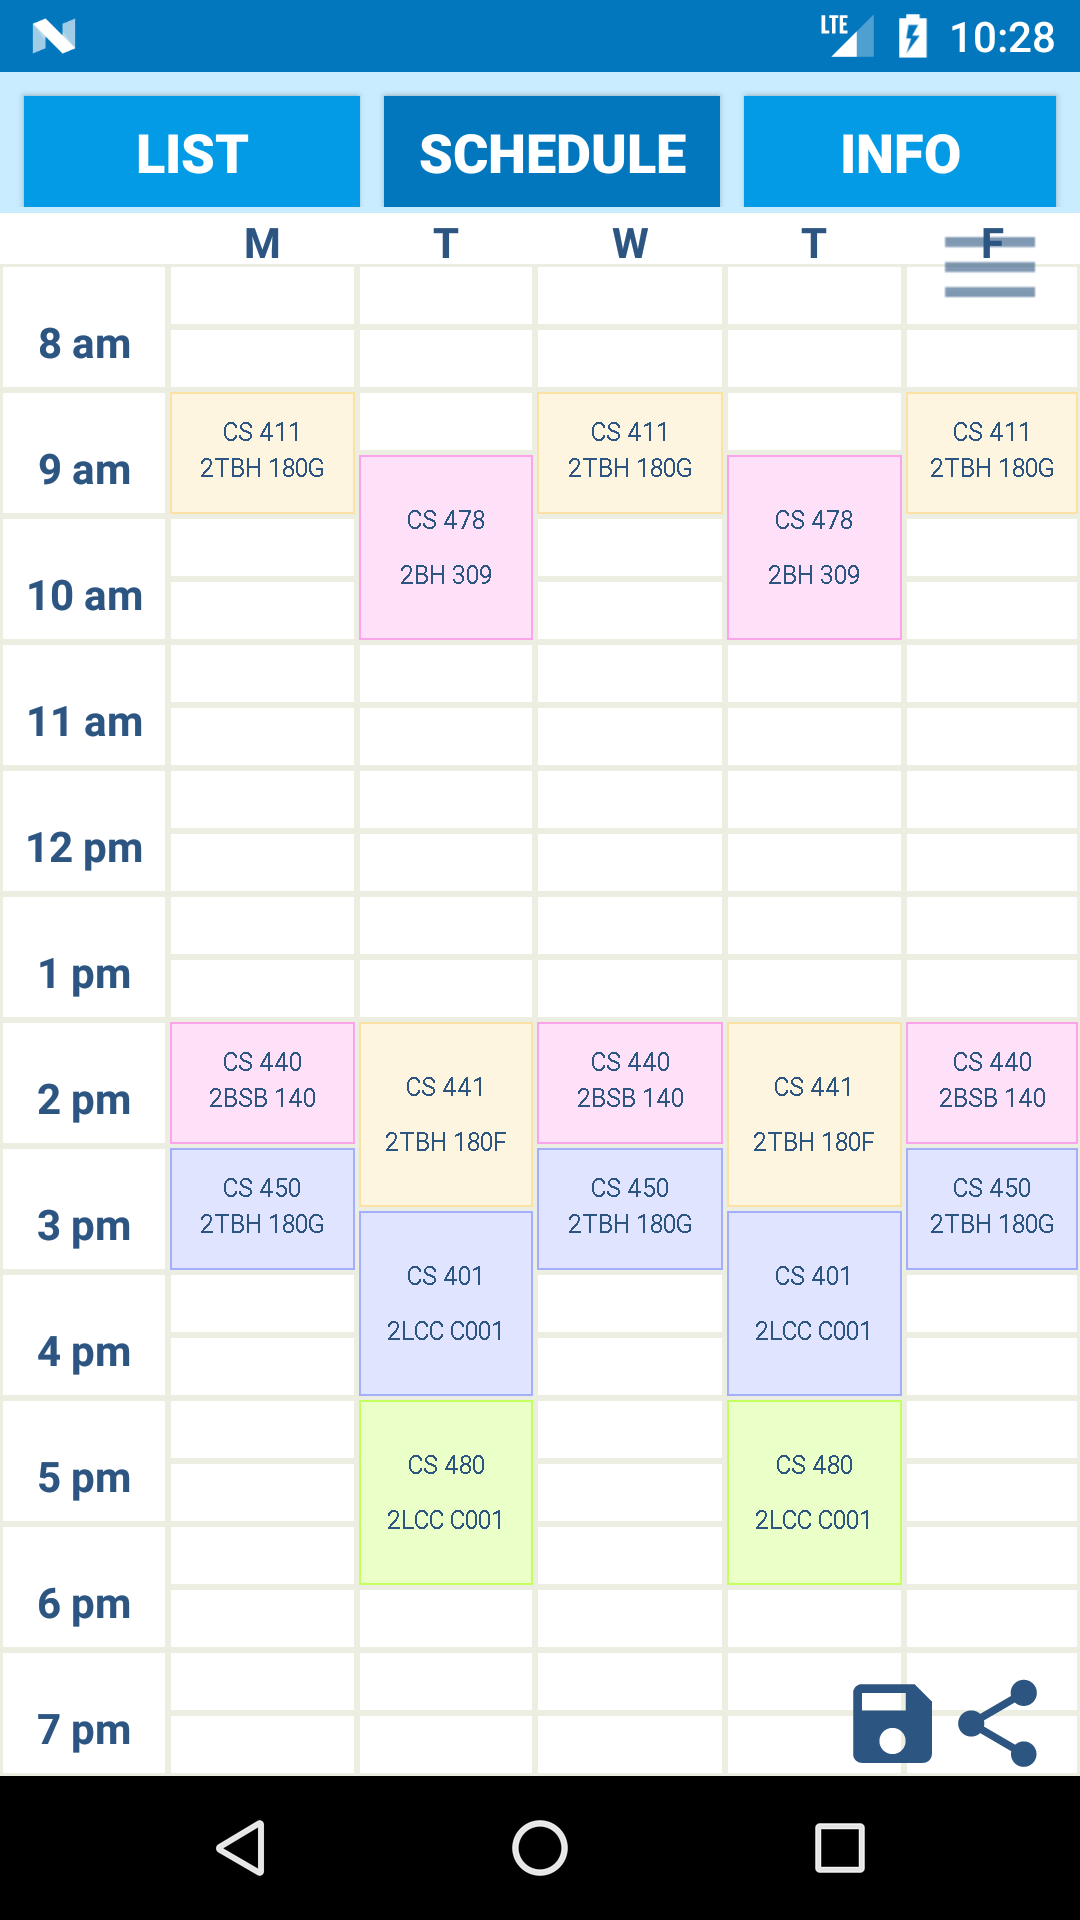 LTE 10:28
LIST SCHEDULE INFO
M T W T F
8 am
9 am
CS 411
2TBH 180G
CS 411
2TBH 180G
CS 411
2TBH 180G
CS 478
2BH 309
CS 478
2BH 309
10 am
11 am
12 pm
1 pm
2 pm
CS 440
2BSB 140
CS 441
2TBH 180F
CS 440
2BSB 140
CS 441
2TBH 180F
CS 440
2BSB 140
3 pm
CS 450
2TBH 180G
CS 450
2TBH 180G
CS 450
2TBH 180G
CS 401
2LCC C001
CS 401
2LCC C001
4 pm
5 pm
CS 480
2LCC C001
CS 480
2LCC C001
6 pm
7 pm